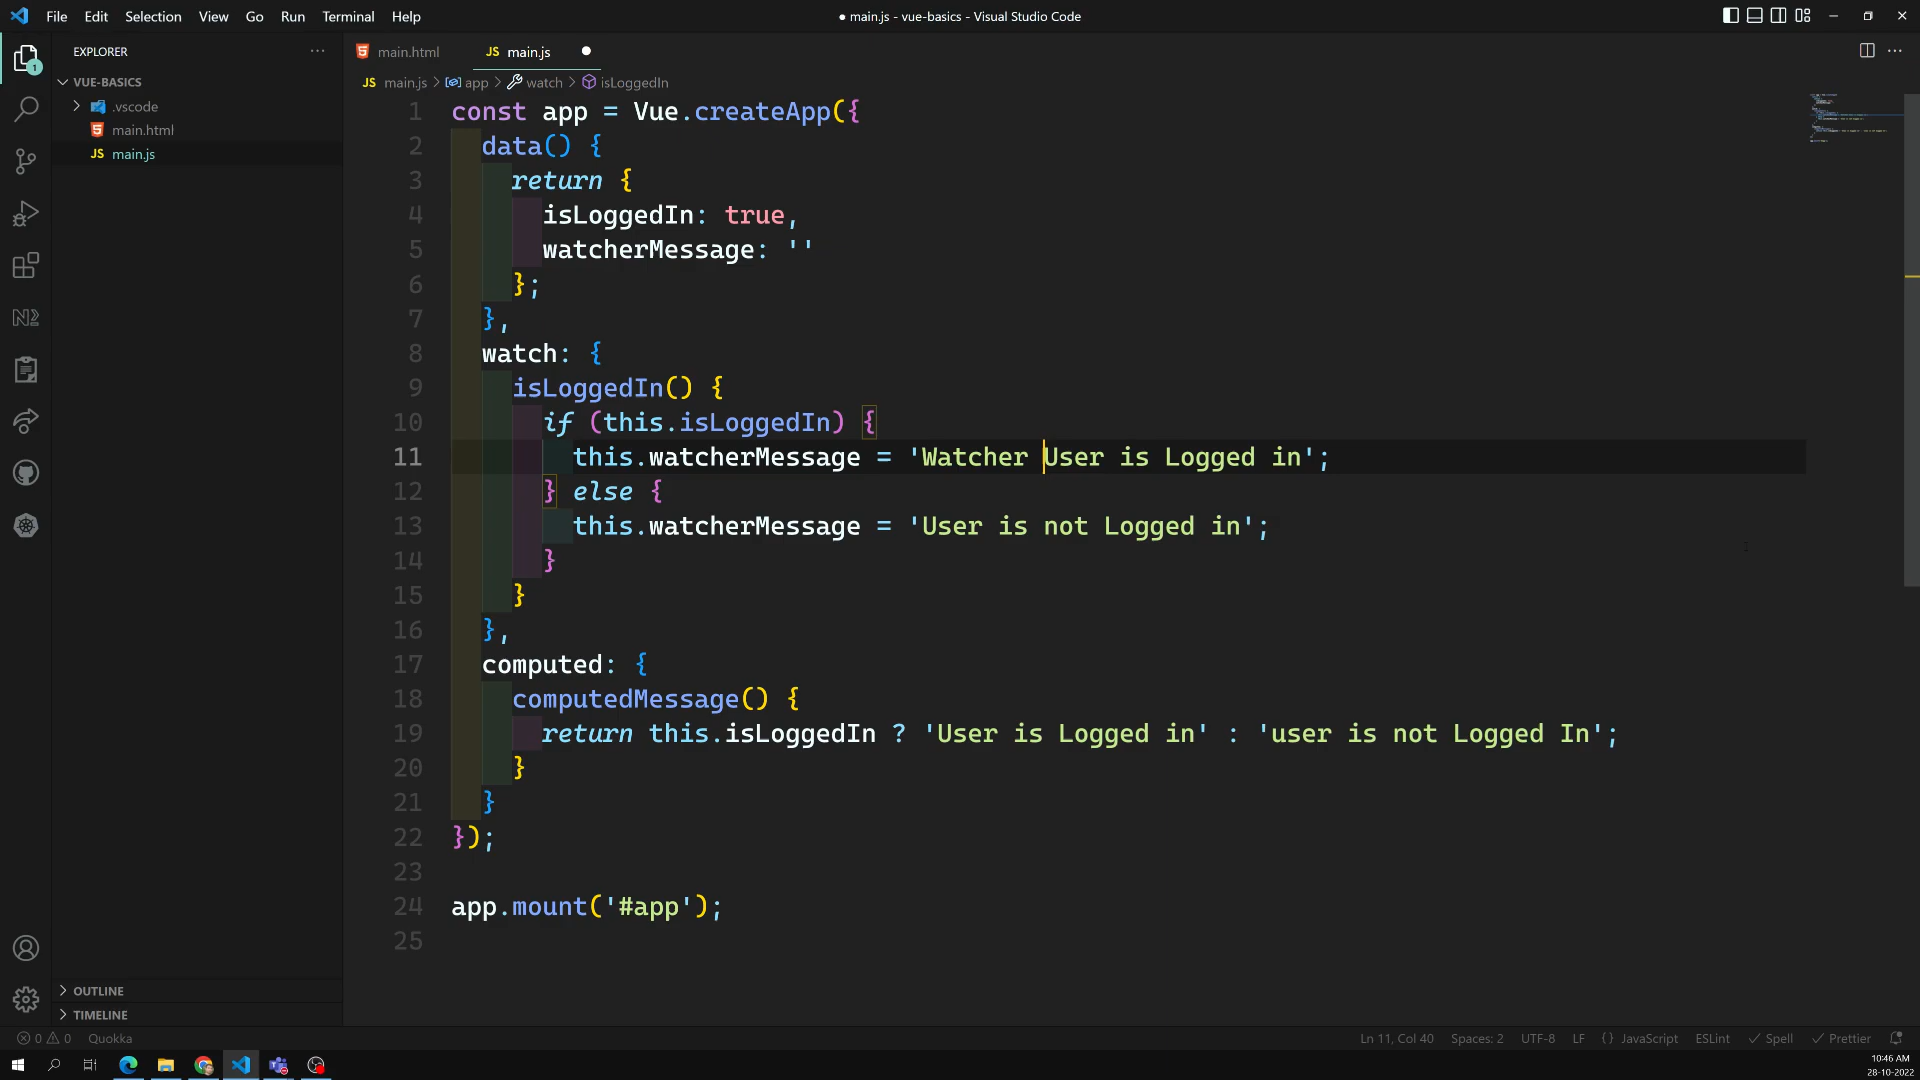 File Edit Selection View Go Run Terminal Help
● main.js - vue-basics - Visual Studio Code
EXPLORER
VUE-BASICS
.vscode
main.html
JS main.js
main.html
JS main.js
JS main.js > app > watch > isLoggedIn
1 const app = Vue.createApp({
2 data() {
3 return {
4 isLoggedIn: true,
5 watcherMessage: ''
6 };
7 },
8 watch: {
9 isLoggedIn() {
10 if (this.isLoggedIn) {
11 this.watcherMessage = 'Watcher User is Logged in';
12 } else {
13 this.watcherMessage = 'User is not Logged in';
14 }
15 }
16 },
17 computed: {
18 computedMessage() {
19 return this.isLoggedIn ? 'User is Logged in' : 'user is not Logged In';
20 }
21 }
22 });
23
24 app.mount('#app');
25
1
OUTLINE
TIMELINE
0 0 Quokka
Ln 11, Col 40 Spaces: 2 UTF-8 LF {} JavaScript ESLint ✓ Spell ✓ Prettier
10:46 AM
28-10-2022